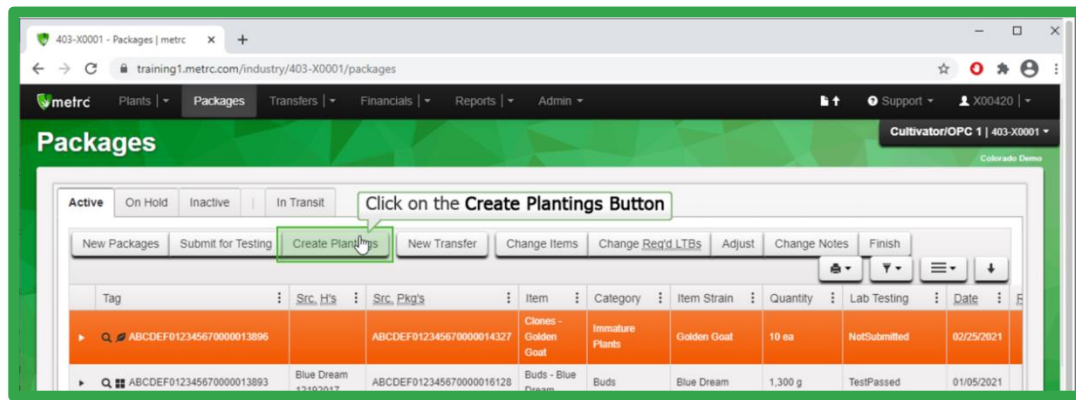 403-X0001 - Packages | metrc
training1.metrc.com/industry/403-X0001/packages
metrc Plants | Packages Transfers | Financials | Reports | Admin Support X00420 |
Packages
Cultivator/OPC 1 | 403-X0001
Colorado Demo
Active On Hold Inactive | In Transit
Click on the Create Plantings Button
New Packages Submit for Testing Create Plantings New Transfer Change Items Change Req'd LTBs Adjust Change Notes Finish
Tag Src. H's Src. Pkg's Item Category Item Strain Quantity Lab Testing Date
ABCDEF012345670000013896 ABCDEF012345670000014327 Clones - Golden Goat Immature Plants Golden Goat 10 ea NotSubmitted 02/25/2021
ABCDEF012345670000013893 Blue Dream 12192017 ABCDEF012345670000016128 Buds - Blue Dream Buds Blue Dream 1,300 g TestPassed 01/05/2021